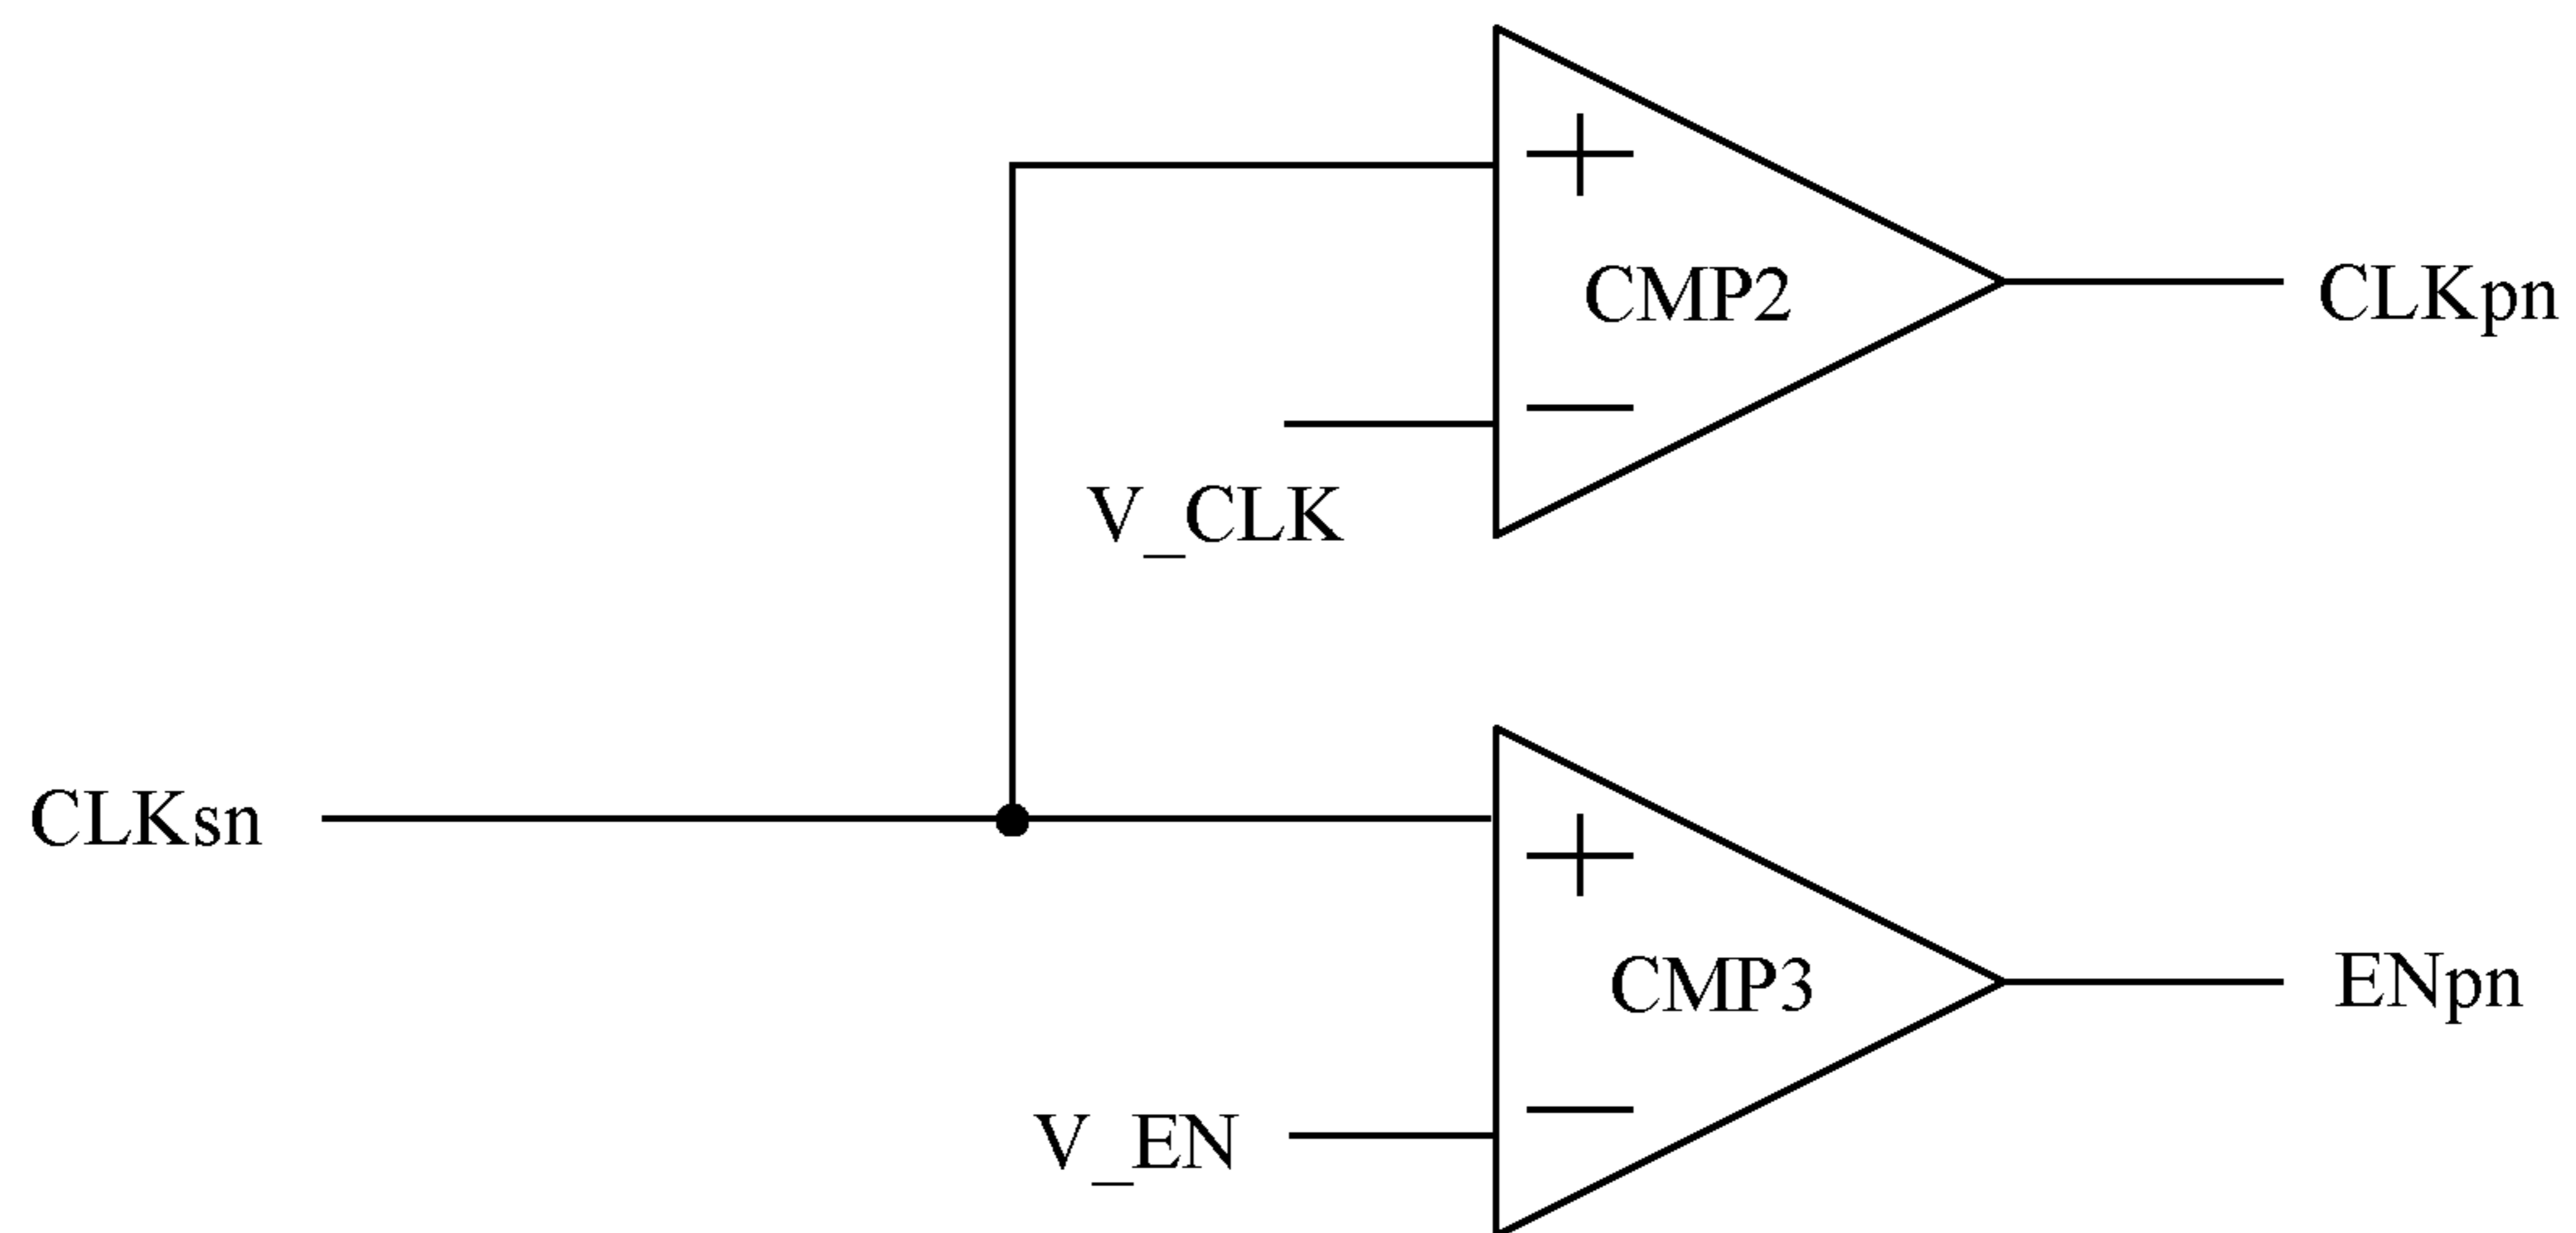 +
CMP2
CLKpn
−
V_CLK
CLKsn
+
CMP3
ENpn
−
V_EN